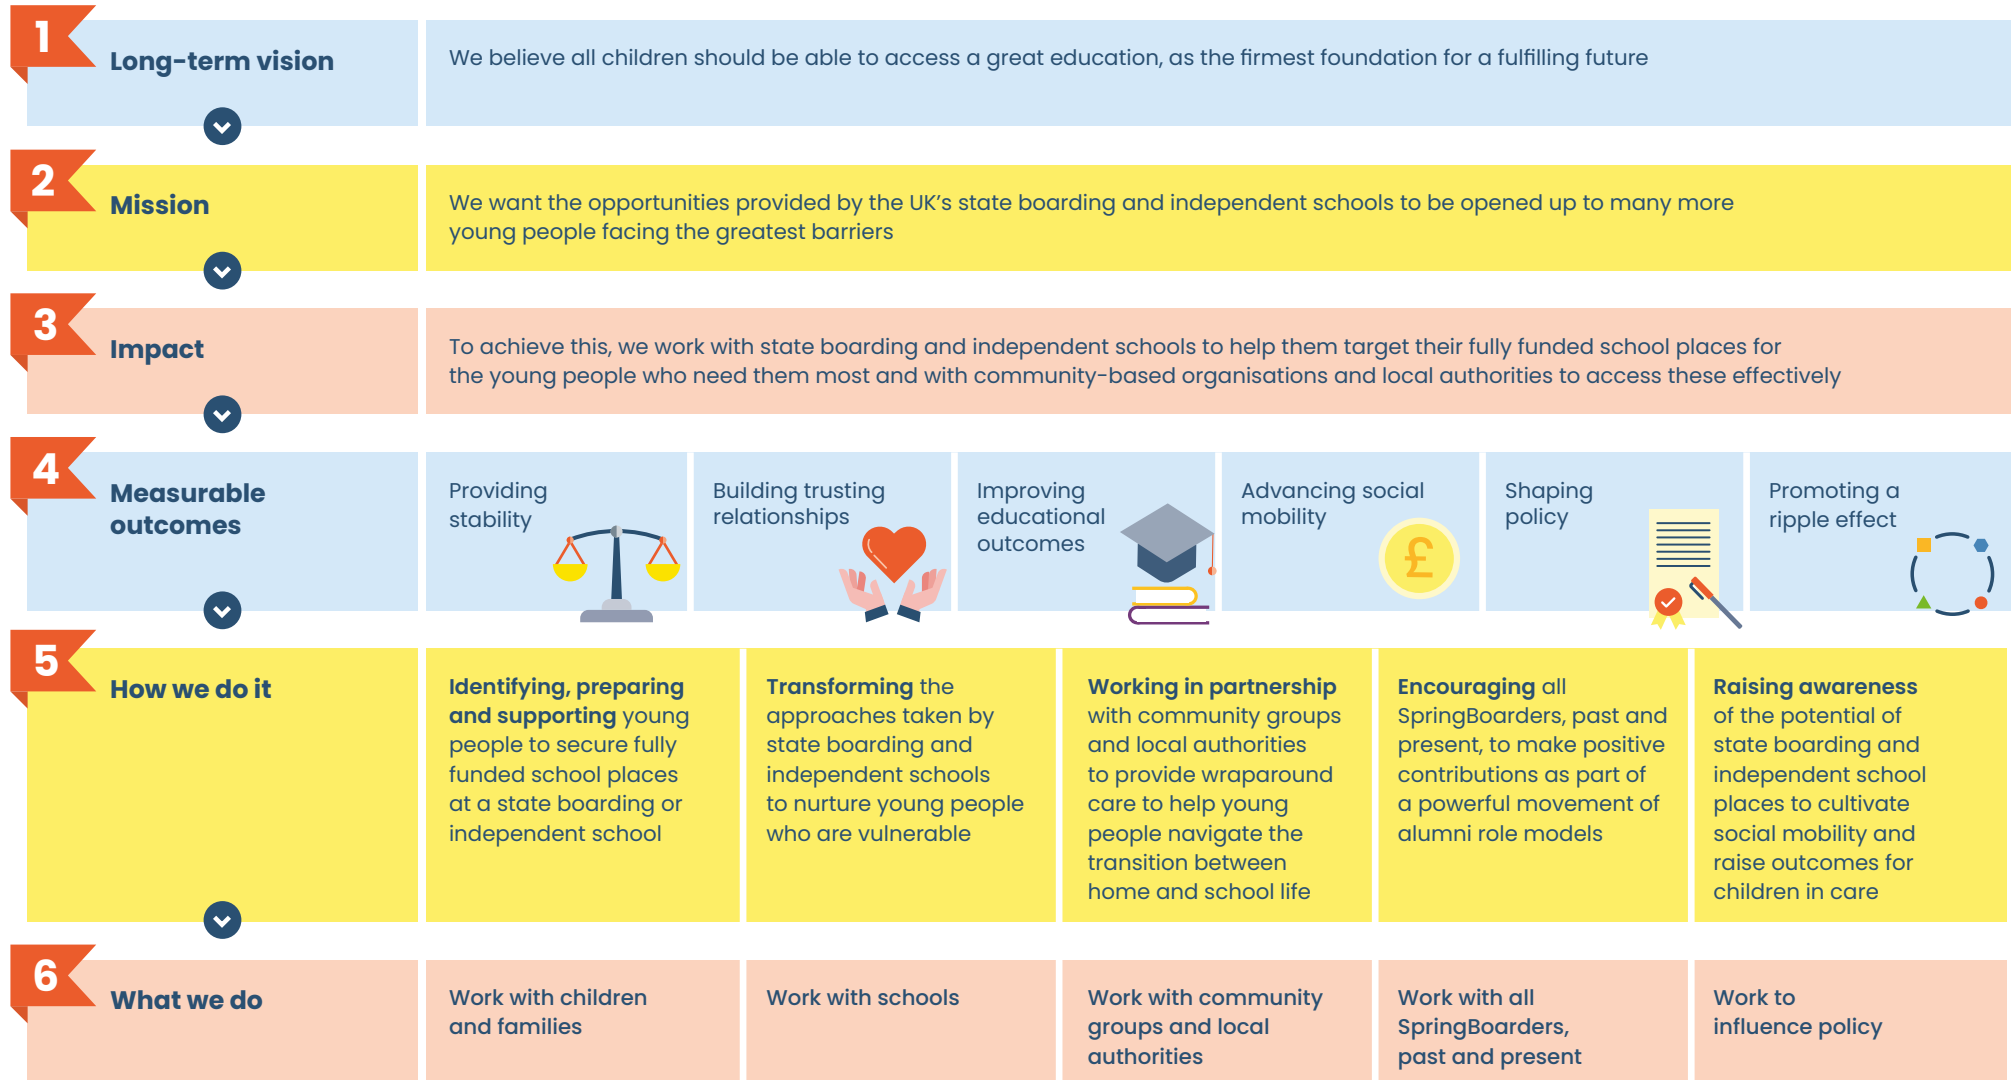 1
Long-term vision
We believe all children should be able to access a great education, as the firmest foundation for a fulfilling future
2
Mission
We want the opportunities provided by the UK's state boarding and independent schools to be opened up to many more
young people facing the greatest barriers
3
Impact
To achieve this, we work with state boarding and independent schools to help them target their fully funded school places for
the young people who need them most and with community-based organisations and local authorities to access these effectively
4
Measurable
outcomes
Providing
stability
Building trusting
relationships
Improving
educational
outcomes
Advancing social
mobility
£
Shaping
policy
Promoting a
ripple effect
5
How we do it
Identifying, preparing
and supporting young
people to secure fully
funded school places
at a state boarding or
independent school
Transforming the
approaches taken by
state boarding and
independent schools
to nurture young people
who are vulnerable
Working in partnership
with community groups
and local authorities
to provide wraparound
care to help young
people navigate the
transition between
home and school life
Encouraging all
SpringBoarders, past and
present, to make positive
contributions as part of
a powerful movement of
alumni role models
Raising awareness
of the potential of
state boarding and
independent school
places to cultivate
social mobility and
raise outcomes for
children in care
6
What we do
Work with children
and families
Work with schools
Work with community
groups and local
authorities
Work with all
SpringBoarders,
past and present
Work to
influence policy